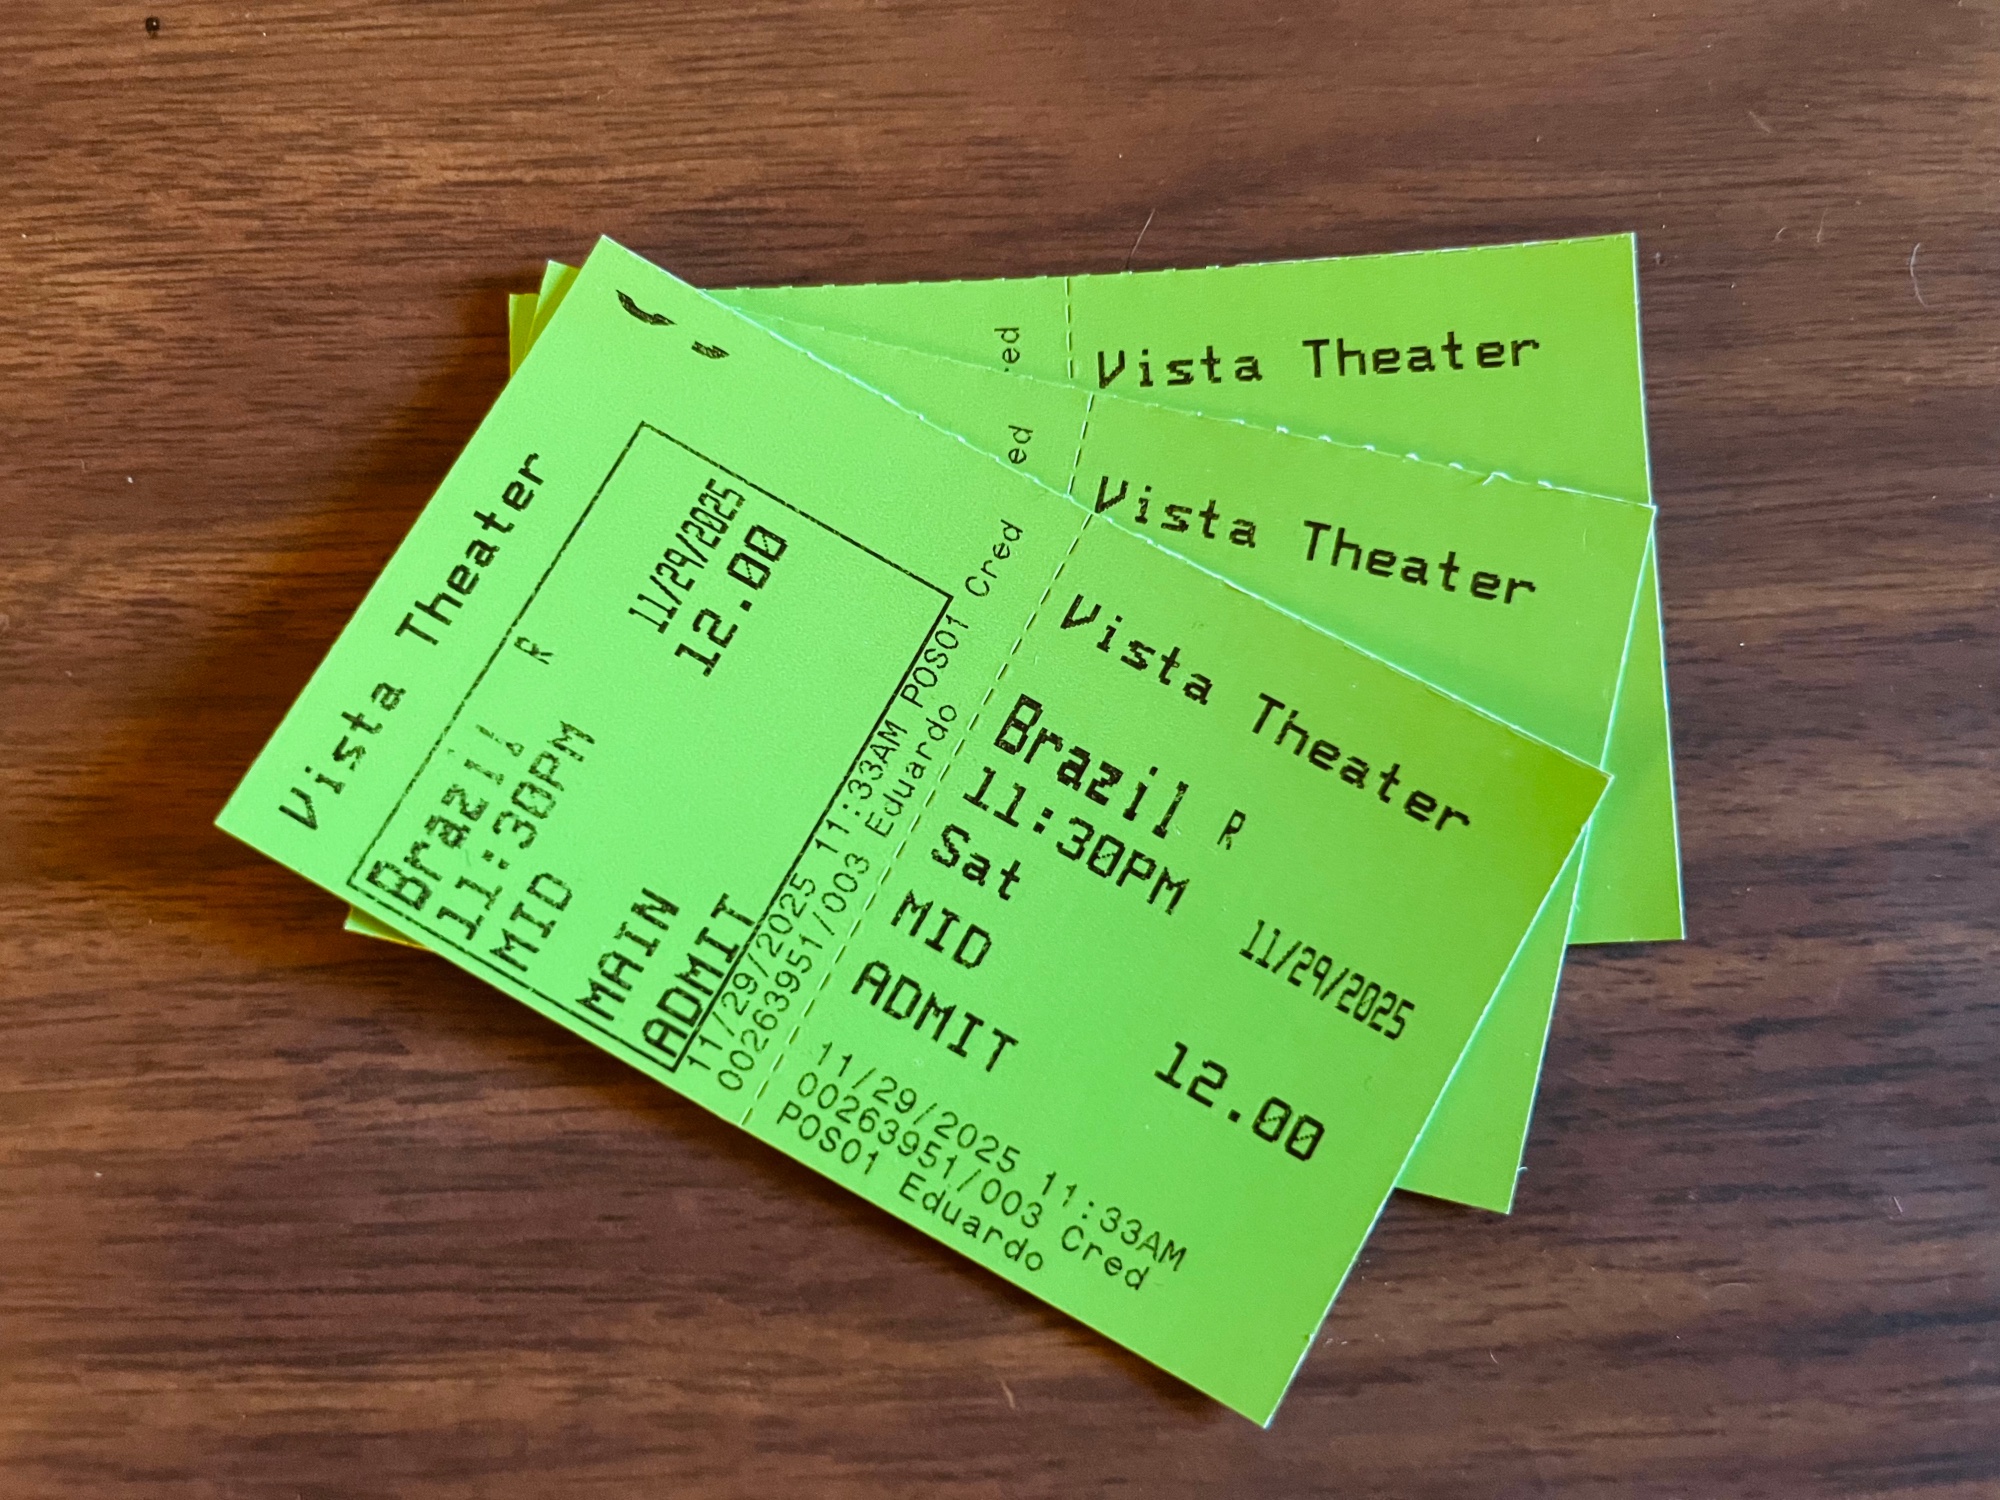 Vista Theater
Brazil R
11:30PM
MID
11/29/2025
MAIN
12.00
ADMIT
11/29/2025 11:33AM POS01 Cred
00263951/003 Eduardo
Vista Theater
Brazil R
11:30PM
Sat
11/29/2025
MID
ADMIT
12.00
11/29/2025 11:33AM
00263951/003 Cred
POS01 Eduardo
ed
Vista Theater
ed
Vista Theater